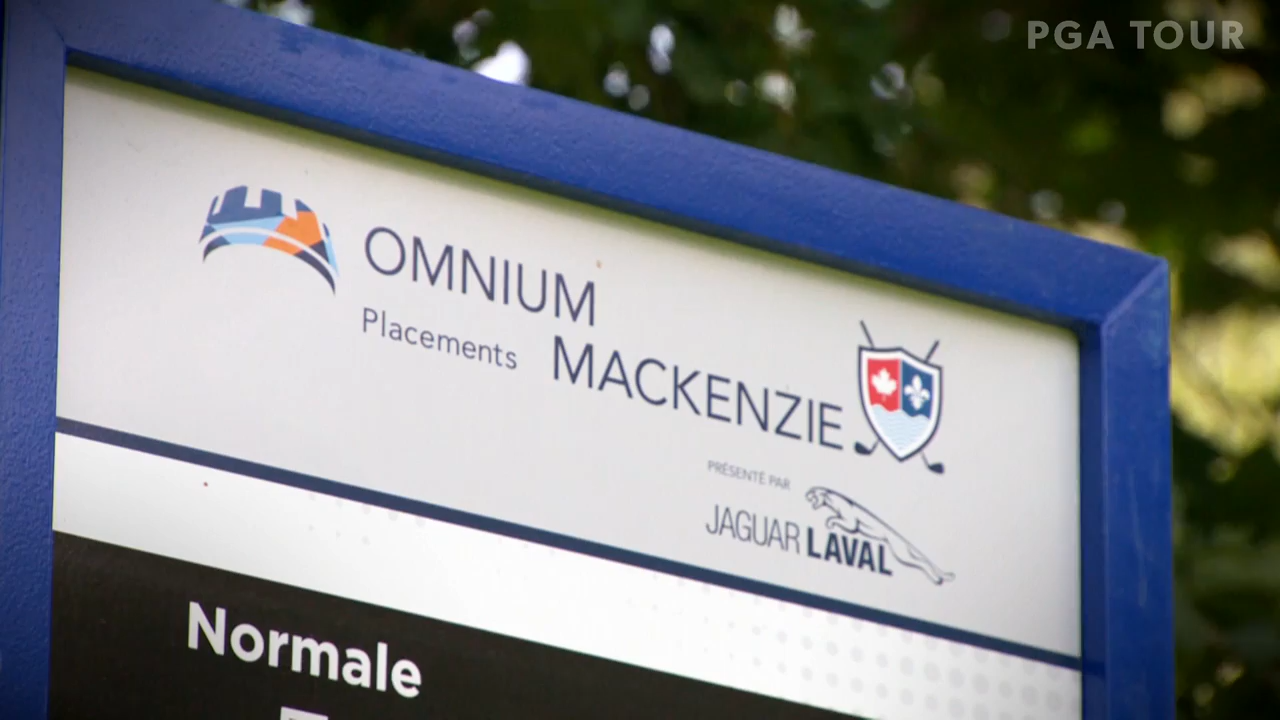 PGA TOUR
OMNIUM
Placements MACKENZIE
PRÉSENTÉ PAR
JAGUAR LAVAL
Normale